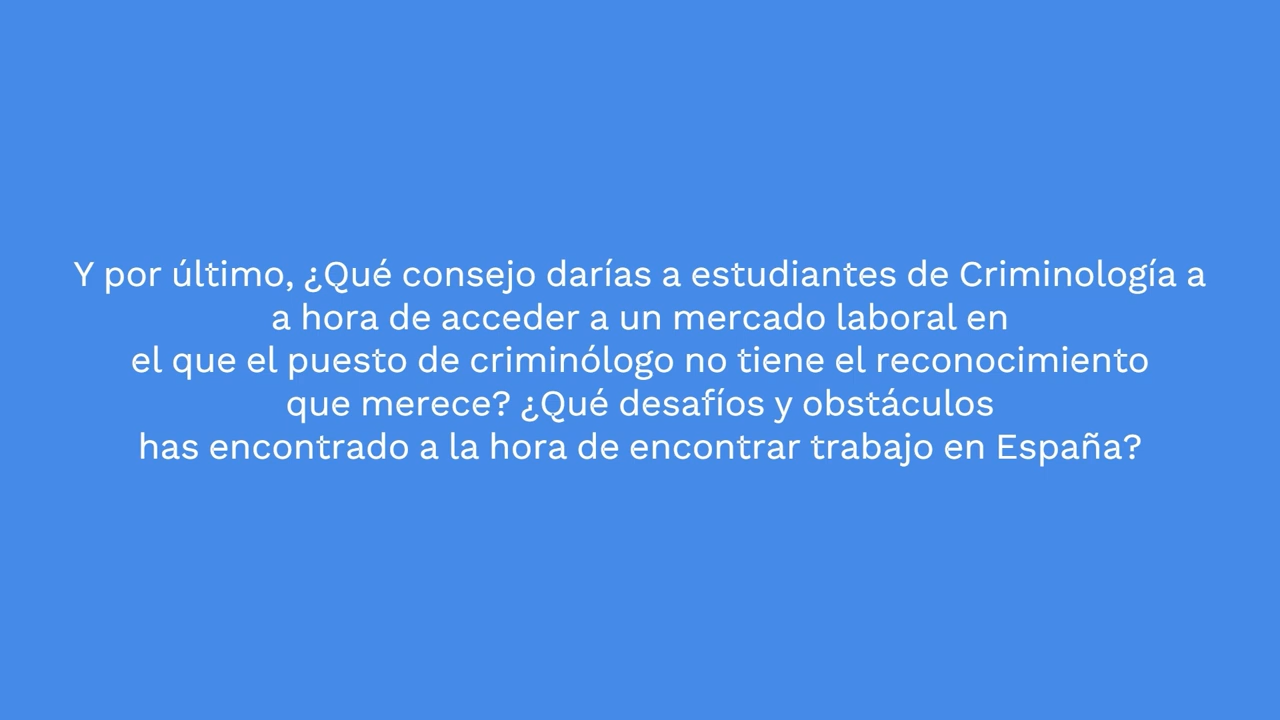 Y por último, ¿Qué consejo darías a estudiantes de Criminología a
a hora de acceder a un mercado laboral en
el que el puesto de criminólogo no tiene el reconocimiento
que merece? ¿Qué desafíos y obstáculos
has encontrado a la hora de encontrar trabajo en España?